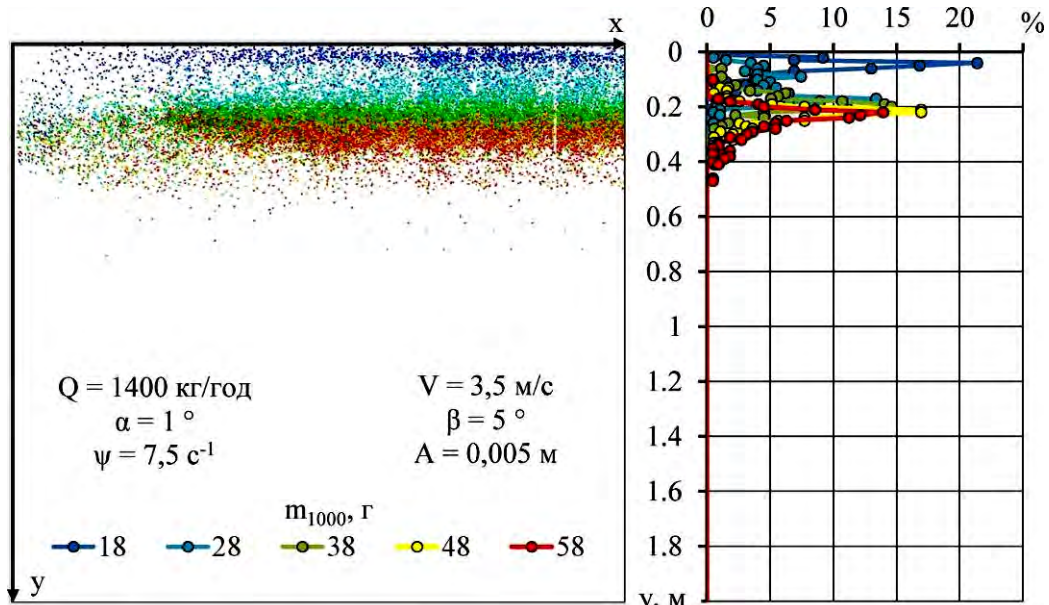 x
0 5 10 15 20 %
0
0.2
0.4
0.6
0.8
1
1.2
1.4
1.6
1.8
y, м
Q = 1400 кг/год V = 3,5 м/с
α = 1 ° β = 5 °
ψ = 7,5 с⁻¹ A = 0,005 м
m₁₀₀₀, г
18 28 38 48 58
y